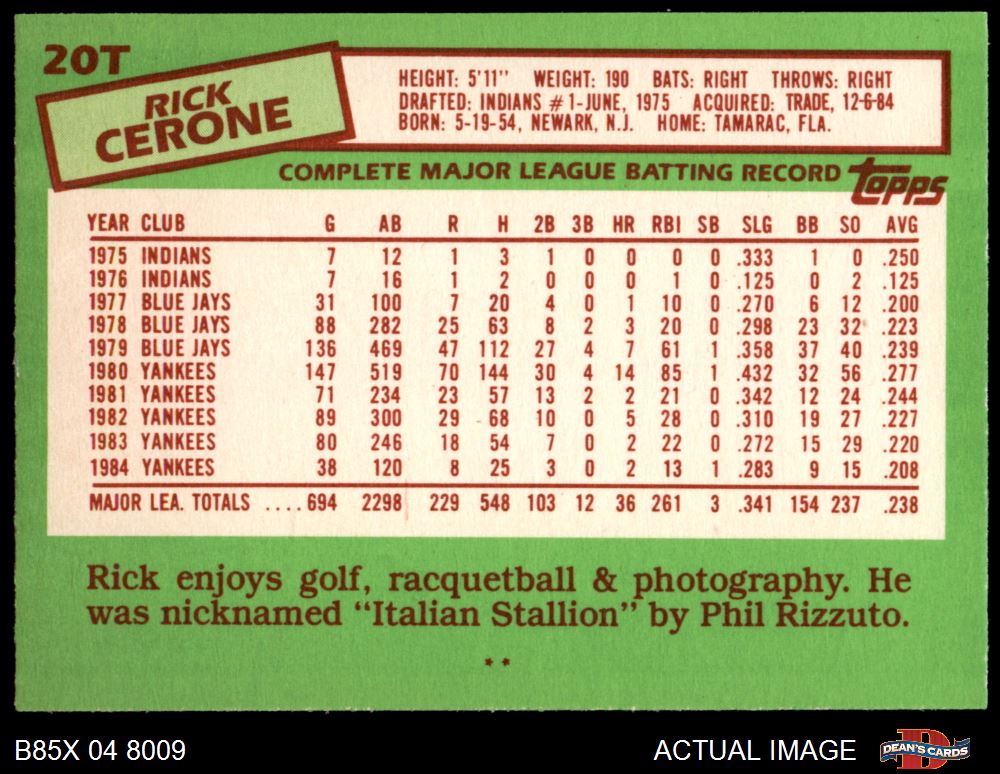 20T
RICK
CERONE
HEIGHT: 5'11" WEIGHT: 190 BATS: RIGHT THROWS: RIGHT
DRAFTED: INDIANS #1-JUNE, 1975 ACQUIRED: TRADE, 12-6-84
BORN: 5-19-54, NEWARK, N.J. HOME: TAMARAC, FLA.
COMPLETE MAJOR LEAGUE BATTING RECORD topps
YEAR CLUB G AB R H 2B 3B HR RBI SB SLG BB SO AVG
1975 INDIANS 7 12 1 3 1 0 0 0 0 .333 1 0 .250
1976 INDIANS 7 16 1 2 0 0 0 1 0 .125 0 2 .125
1977 BLUE JAYS 31 100 7 20 4 0 1 10 0 .270 6 12 .200
1978 BLUE JAYS 88 282 25 63 8 2 3 20 0 .298 23 32 .223
1979 BLUE JAYS 136 469 47 112 27 4 7 61 1 .358 37 40 .239
1980 YANKEES 147 519 70 144 30 4 14 85 1 .432 32 56 .277
1981 YANKEES 71 234 23 57 13 2 2 21 0 .342 12 24 .244
1982 YANKEES 89 300 29 68 10 0 5 28 0 .310 19 27 .227
1983 YANKEES 80 246 18 54 7 0 2 22 0 .272 15 29 .220
1984 YANKEES 38 120 8 25 3 0 2 13 1 .283 9 15 .208
MAJOR LEA. TOTALS ....694 2298 229 548 103 12 36 261 3 .341 154 237 .238
Rick enjoys golf, racquetball & photography. He
was nicknamed “Italian Stallion” by Phil Rizzuto.
**
B85X 04 8009 ACTUAL IMAGE DEAN'S CARDS